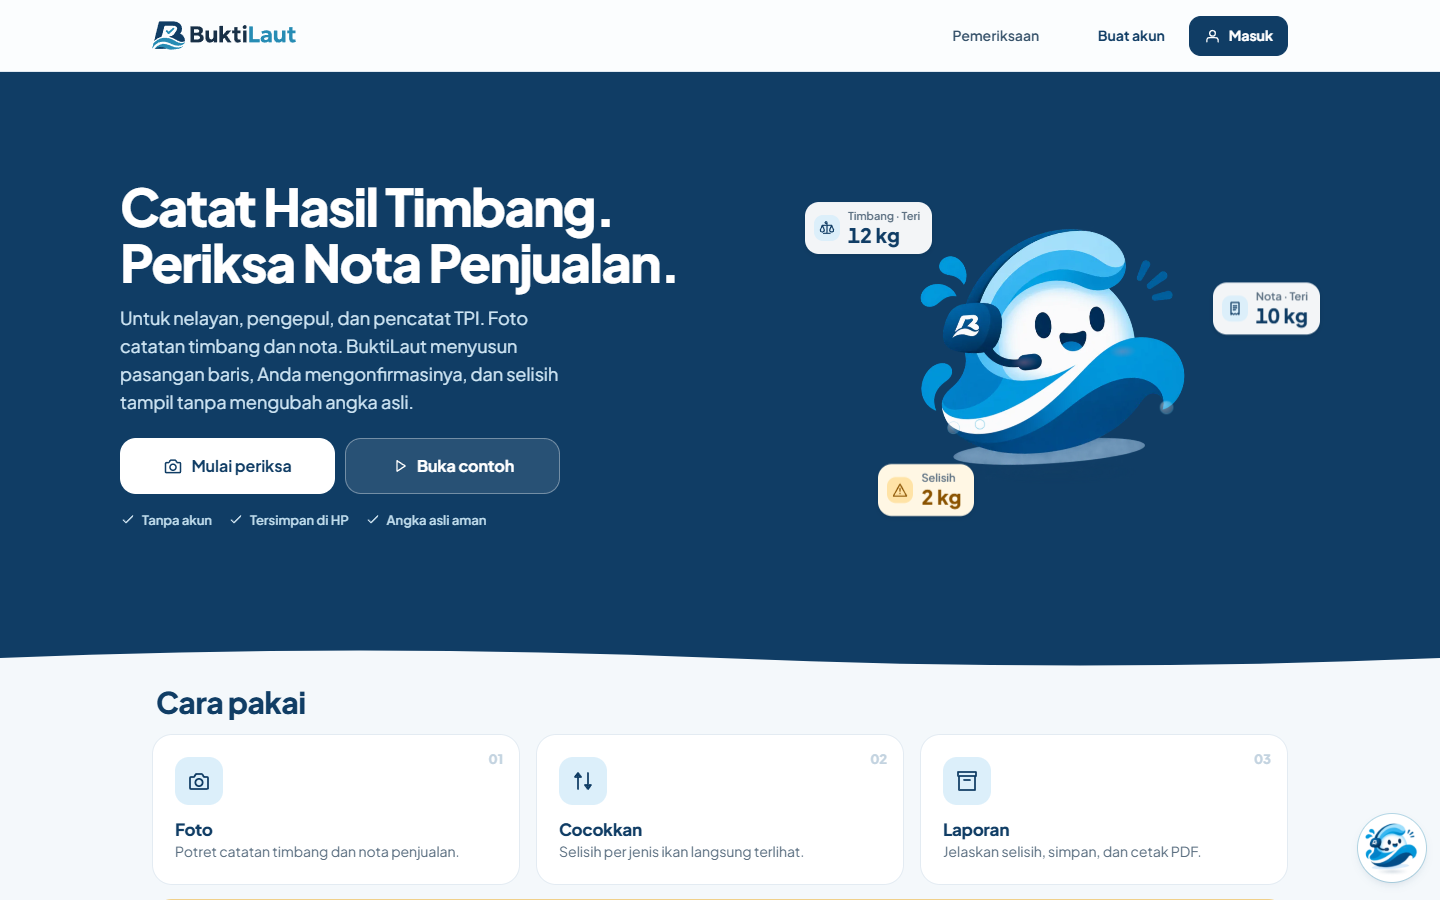 BuktiLaut
Pemeriksaan
Buat akun
Masuk
Catat Hasil Timbang.
Periksa Nota Penjualan.
Untuk nelayan, pengepul, dan pencatat TPI. Foto
catatan timbang dan nota. BuktiLaut menyusun
pasangan baris, Anda mengonfirmasinya, dan selisih
tampil tanpa mengubah angka asli.
Mulai periksa
Buka contoh
Tanpa akun
Tersimpan di HP
Angka asli aman
Timbang · Teri
12 kg
Nota · Teri
10 kg
Selisih
2 kg
Cara pakai
01
Foto
Potret catatan timbang dan nota penjualan.
02
Cocokkan
Selisih per jenis ikan langsung terlihat.
03
Laporan
Jelaskan selisih, simpan, dan cetak PDF.